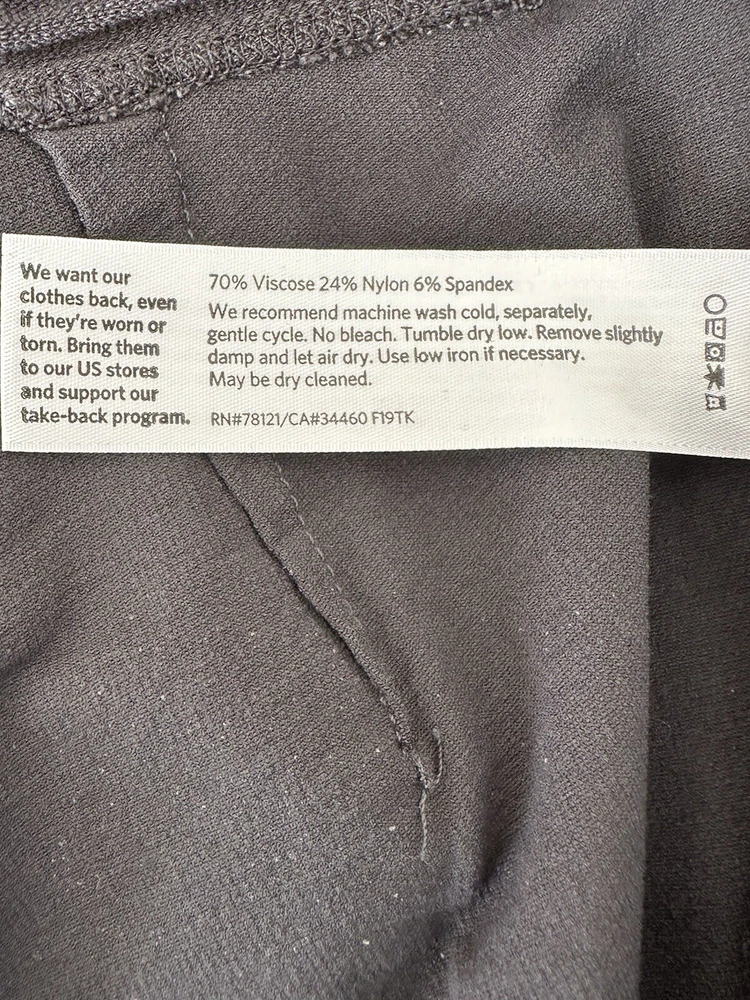 We want our
clothes back, even
if they're worn or
torn. Bring them
to our US stores
and support our
take-back program.
70% Viscose 24% Nylon 6% Spandex
We recommend machine wash cold, separately,
gentle cycle. No bleach. Tumble dry low. Remove slightly
damp and let air dry. Use low iron if necessary.
May be dry cleaned.
RN#78121/CA#34460 F19TK